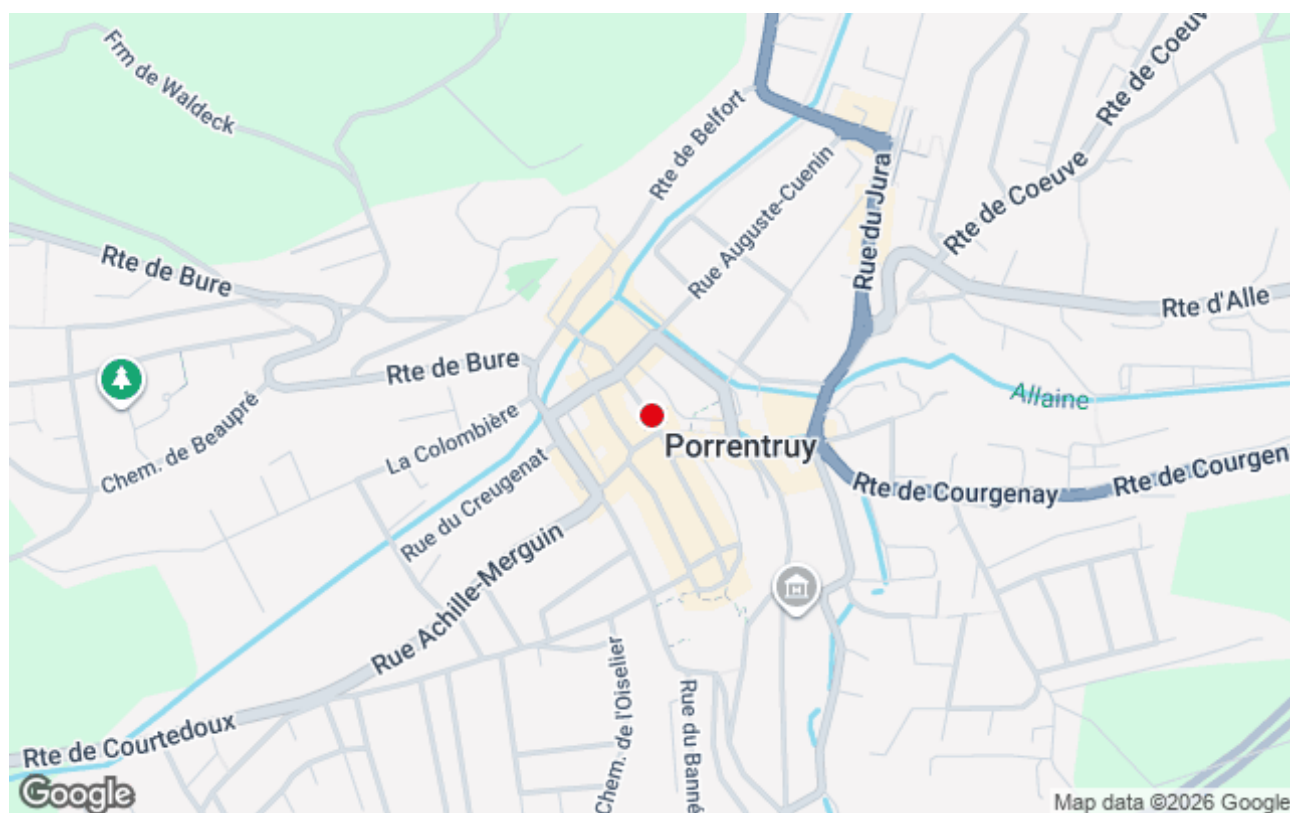 Frm de Waldeck
Rte de Belfort
Rte de Coeuv
Rte de Coeuve
Rue Auguste-Cuenin
Rue du Jura
Rte de Bure
Rte d'Alle
Rte de Bure
Allaine
Chem. de Beaupré
La Colombière
Rue du Creugenat
Porrentruy
Rte de Courgenay
Rte de Courgen
Rue Achille-Merguin
Chem. de l'Oiselier
Rue du Banné
Rte de Courtedoux
Google
Map data ©2026 Google